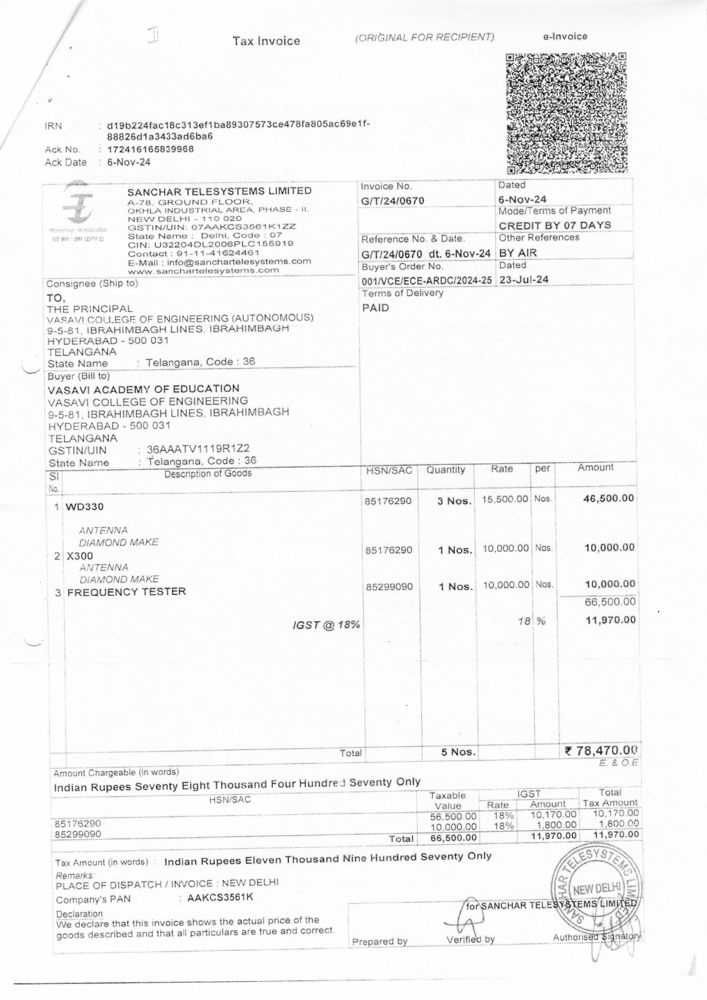 II
Tax Invoice
(ORIGINAL FOR RECIPIENT)
e-Invoice
IRN : d19b224fac18c313ef1ba89307573ce478fa805ac69e1f-
88826d1a3433ad6ba6
Ack No. : 172416165839968
Ack Date : 6-Nov-24
ISO 9001 : 2001 CERTIFIED
SANCHAR TELESYSTEMS LIMITED
A-78, GROUND FLOOR,
OKHLA INDUSTRIAL AREA, PHASE - II,
NEW DELHI - 110 020
GSTIN/UIN: 07AAKCS3561K1ZZ
State Name : Delhi, Code : 07
CIN: U32204DL2006PLC155919
Contact : 91-11-41624461
E-Mail : info@sanchartelesystems.com
www.sanchartelesystems.com
Invoice No.
G/T/24/0670
Dated
6-Nov-24
Mode/Terms of Payment
CREDIT BY 07 DAYS
Reference No. & Date.
G/T/24/0670 dt. 6-Nov-24
Other References
BY AIR
Buyer's Order No.
001/VCE/ECE-ARDC/2024-25
Dated
23-Jul-24
Terms of Delivery
PAID
Consignee (Ship to)
TO,
THE PRINCIPAL
VASAVI COLLEGE OF ENGINEERING (AUTONOMOUS)
9-5-81, IBRAHIMBAGH LINES, IBRAHIMBAGH
HYDERABAD - 500 031
TELANGANA
State Name : Telangana, Code : 36
Buyer (Bill to)
VASAVI ACADEMY OF EDUCATION
VASAVI COLLEGE OF ENGINEERING
9-5-81, IBRAHIMBAGH LINES, IBRAHIMBAGH
HYDERABAD - 500 031
TELANGANA
GSTIN/UIN : 36AAATV1119R1Z2
State Name : Telangana, Code : 36
Sl No. Description of Goods HSN/SAC Quantity Rate per Amount
1 WD330 85176290 3 Nos. 15,500.00 Nos. 46,500.00
ANTENNA
DIAMOND MAKE
2 X300 85176290 1 Nos. 10,000.00 Nos. 10,000.00
ANTENNA
DIAMOND MAKE
3 FREQUENCY TESTER 85299090 1 Nos. 10,000.00 Nos. 10,000.00
66,500.00
IGST @ 18% 18 % 11,970.00
Total 5 Nos. ₹ 78,470.00
E. & O.E
Amount Chargeable (in words)
Indian Rupees Seventy Eight Thousand Four Hundred Seventy Only
HSN/SAC Taxable Value IGST Total Tax Amount
Rate Amount
85176290 56,500.00 18% 10,170.00 10,170.00
85299090 10,000.00 18% 1,800.00 1,800.00
Total 66,500.00 11,970.00 11,970.00
Tax Amount (in words) : Indian Rupees Eleven Thousand Nine Hundred Seventy Only
Remarks:
PLACE OF DISPATCH / INVOICE : NEW DELHI
Company's PAN : AAKCS3561K
Declaration
We declare that this invoice shows the actual price of the
goods described and that all particulars are true and correct.
for SANCHAR TELESYSTEMS LIMITED
Prepared by Verified by Authorised Signatory
SANCHAR TELESYSTEMS LIMITED
NEW DELHI